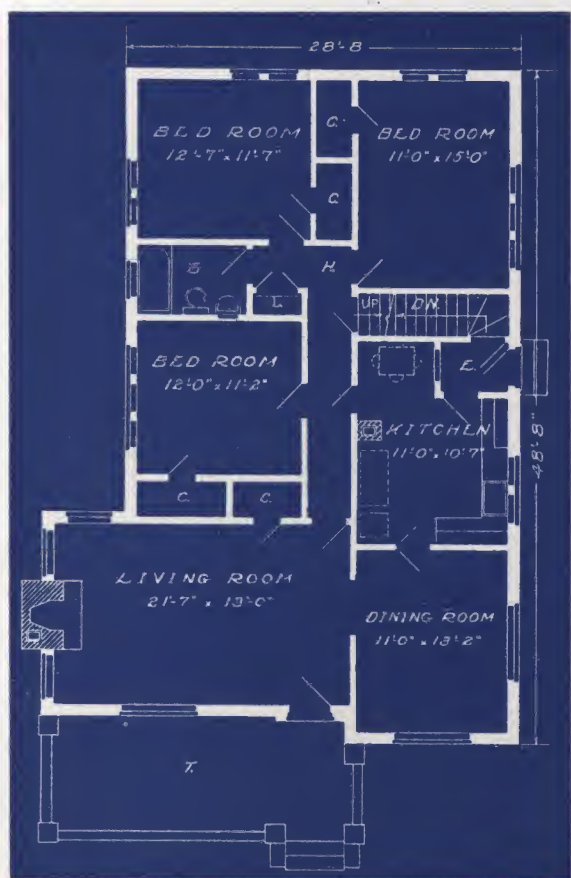 28'-8
BED ROOM
12'-7" x 11'-7"
C.
BED ROOM
11'-0" x 15'-0"
C.
B.
H.
L.
UP
DN.
BED ROOM
12'-0" x 11'-2"
E.
KITCHEN
11'-0" x 10'-7"
48'-8"
C.
C.
LIVING ROOM
21'-7" x 13'-0"
DINING ROOM
11'-0" x 13'-2"
T.